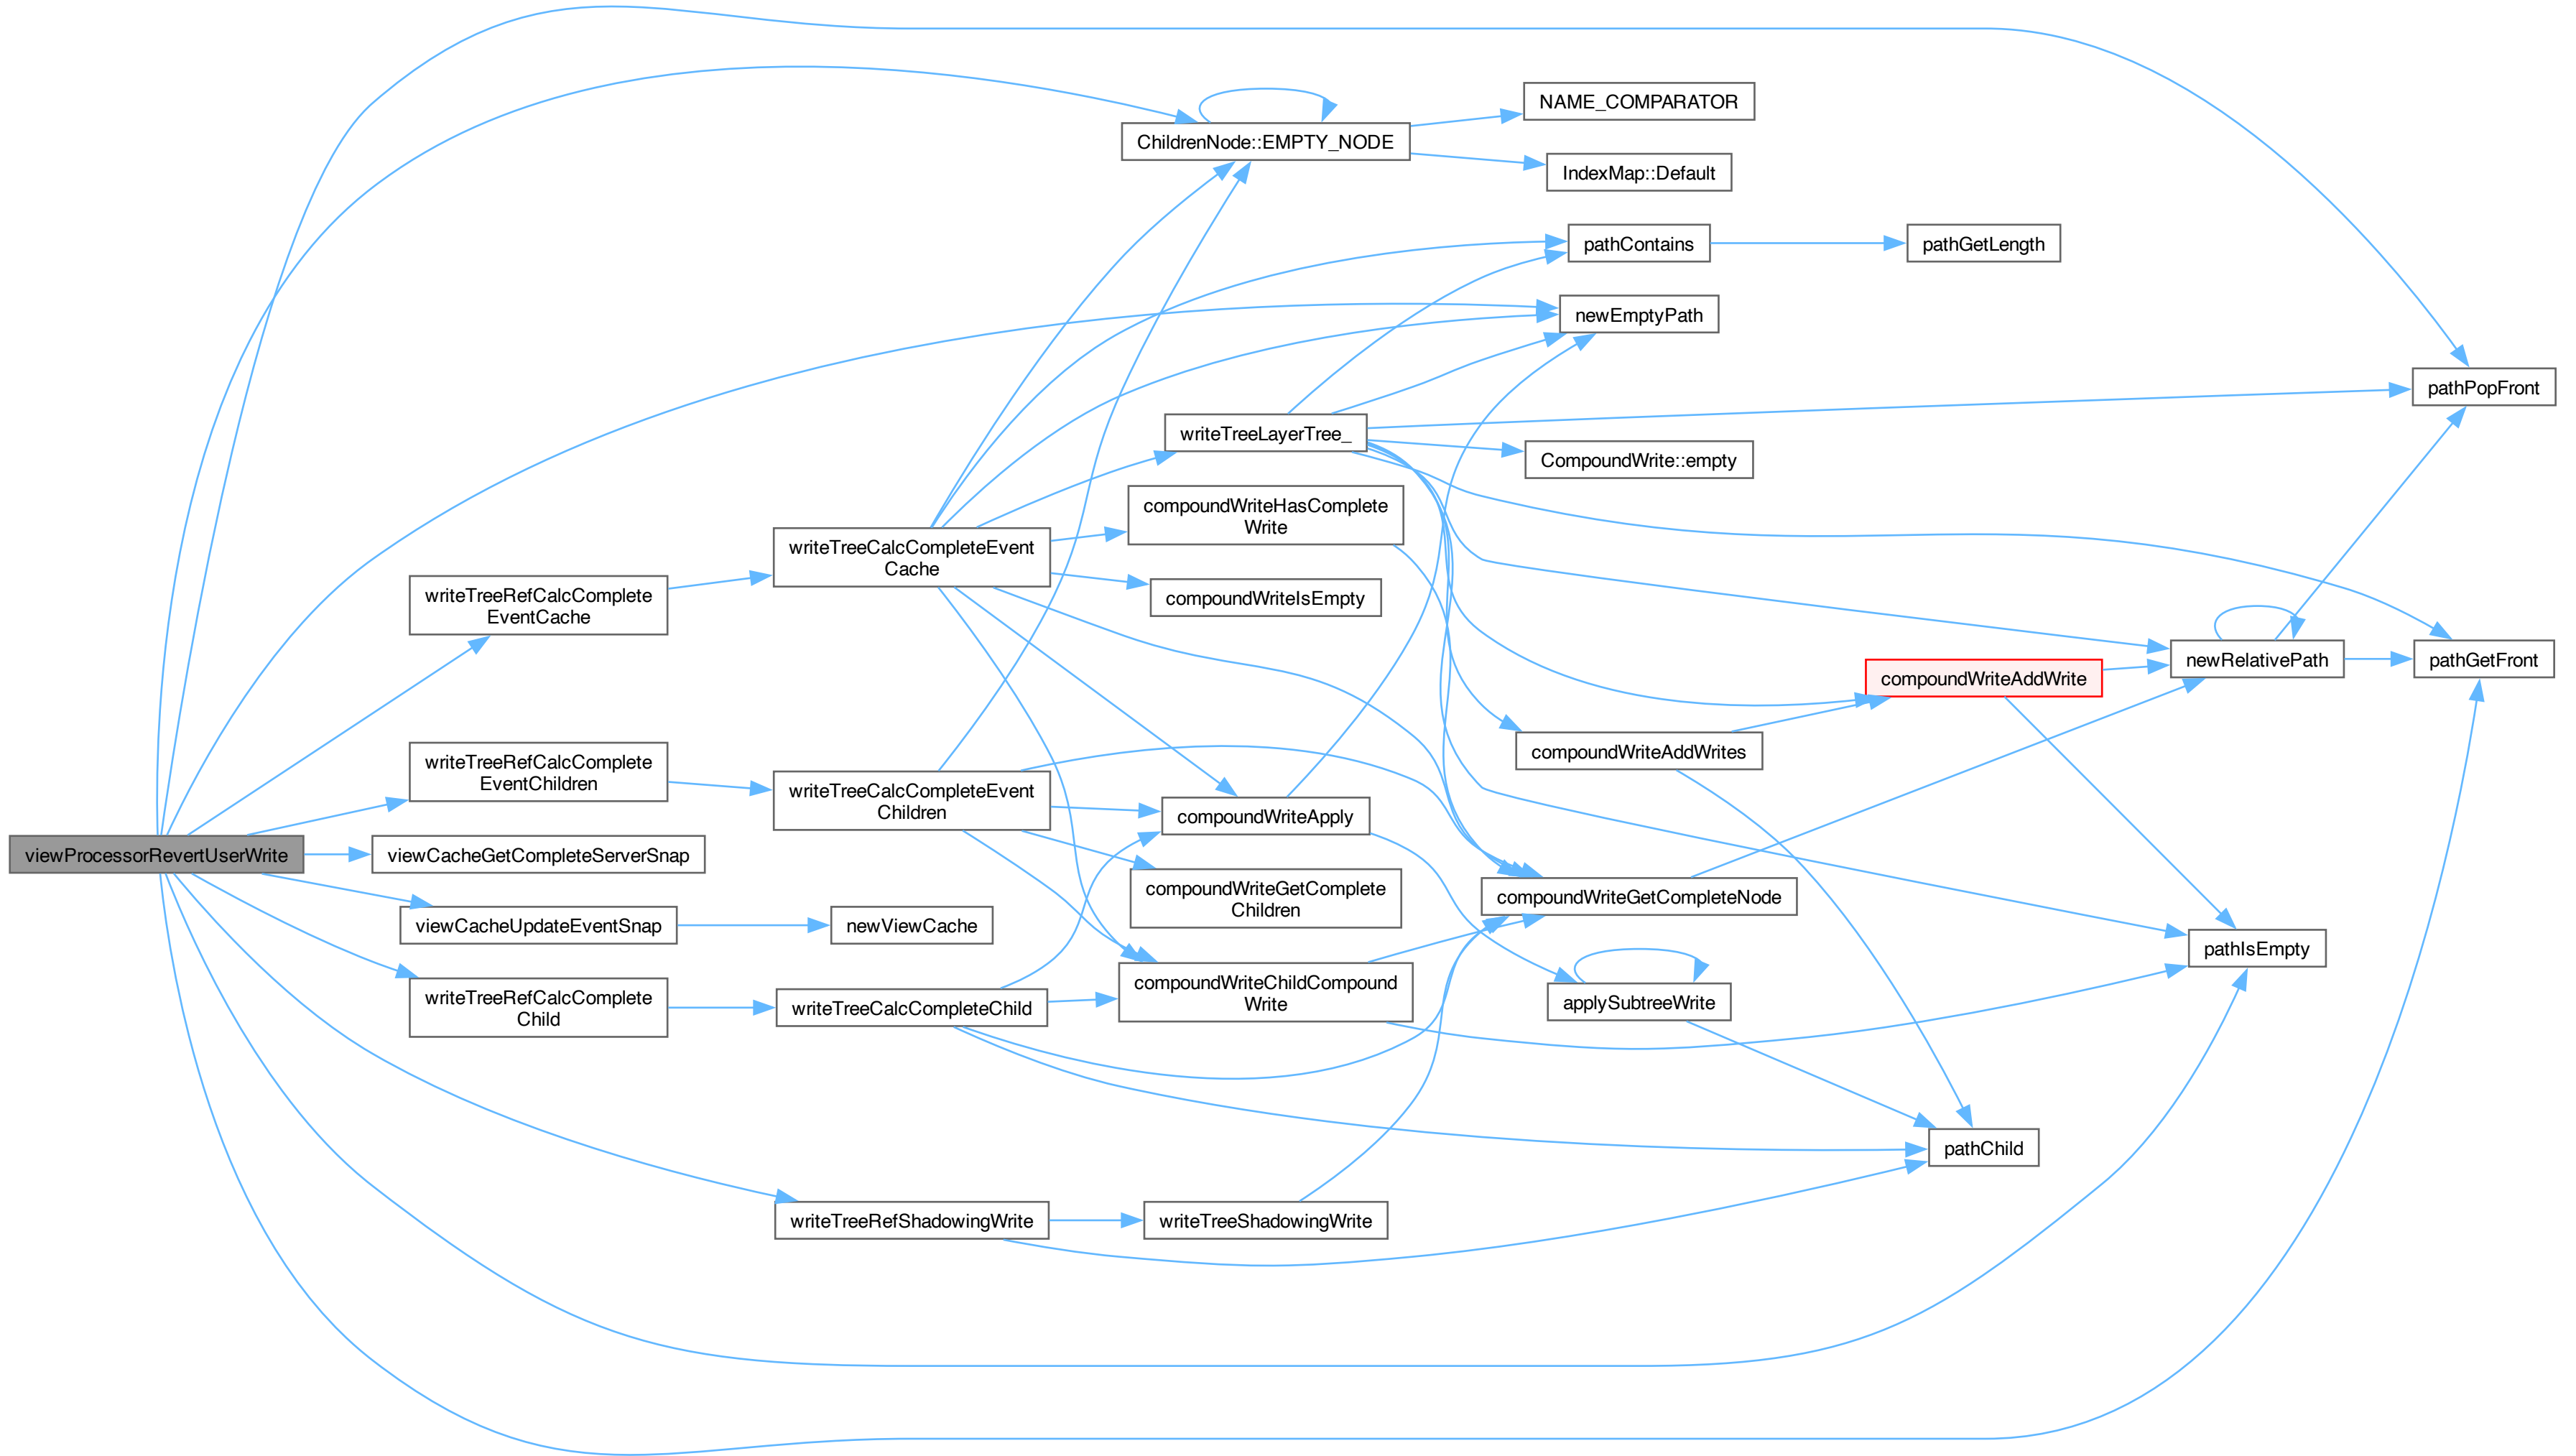 viewProcessorRevertUserWrite
writeTreeRefCalcComplete
EventCache
writeTreeRefCalcComplete
EventChildren
viewCacheGetCompleteServerSnap
viewCacheUpdateEventSnap
writeTreeRefCalcComplete
Child
writeTreeCalcCompleteEvent
Cache
writeTreeCalcCompleteEvent
Children
newViewCache
writeTreeCalcCompleteChild
writeTreeRefShadowingWrite
ChildrenNode::EMPTY_NODE
writeTreeLayerTree_
compoundWriteHasComplete
Write
compoundWriteIsEmpty
compoundWriteApply
compoundWriteGetComplete
Children
compoundWriteChildCompound
Write
writeTreeShadowingWrite
NAME_COMPARATOR
IndexMap::Default
pathContains
newEmptyPath
CompoundWrite::empty
compoundWriteAddWrites
compoundWriteGetCompleteNode
applySubtreeWrite
pathGetLength
compoundWriteAddWrite
pathChild
newRelativePath
pathIsEmpty
pathPopFront
pathGetFront